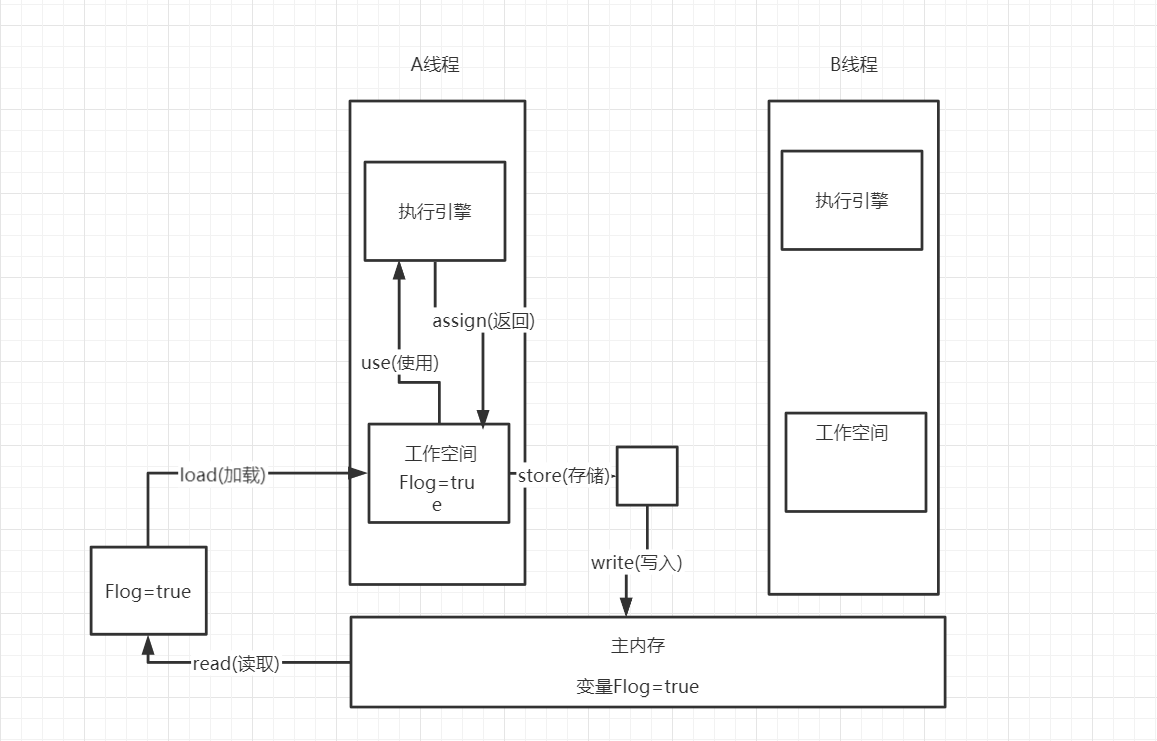 A线程
B线程
执行引擎
执行引擎
assign(返回)
use(使用)
工作空间
Flog=tru
e
工作空间
load(加载)
store(存储)
write(写入)
Flog=true
read(读取)
主内存
变量Flog=true